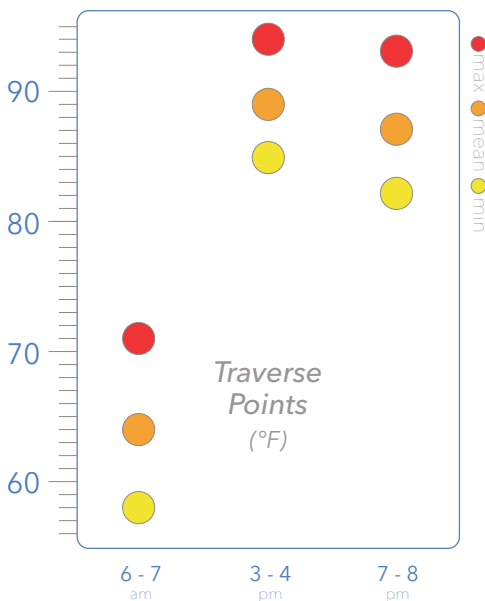 90
80
70
60
Traverse
Points
(°F)
6 - 7
am
3 - 4
pm
7 - 8
pm
max
mean
min